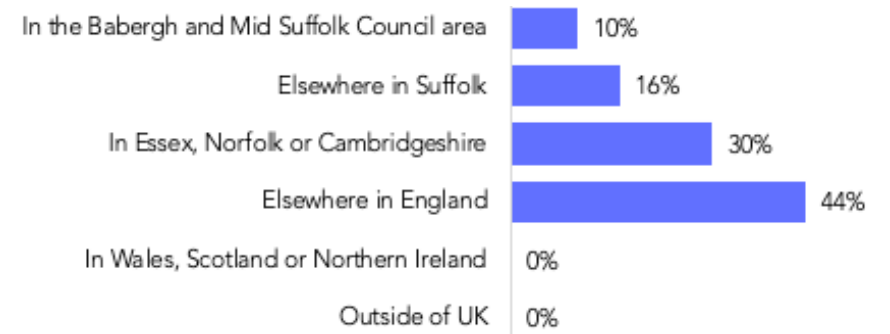 In the Babergh and Mid Suffolk Council area 10%
Elsewhere in Suffolk 16%
In Essex, Norfolk or Cambridgeshire 30%
Elsewhere in England 44%
In Wales, Scotland or Northern Ireland 0%
Outside of UK 0%